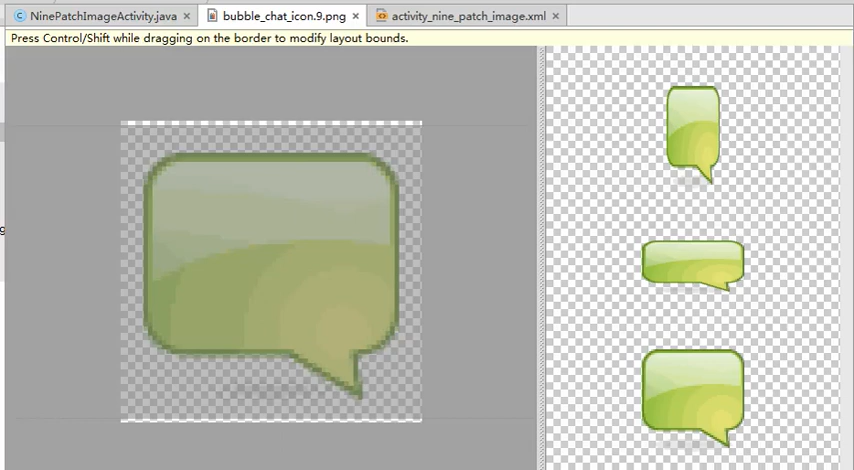 NinePatchImageActivity.java
bubble_chat_icon.9.png
activity_nine_patch_image.xml
Press Control/Shift while dragging on the border to modify layout bounds.